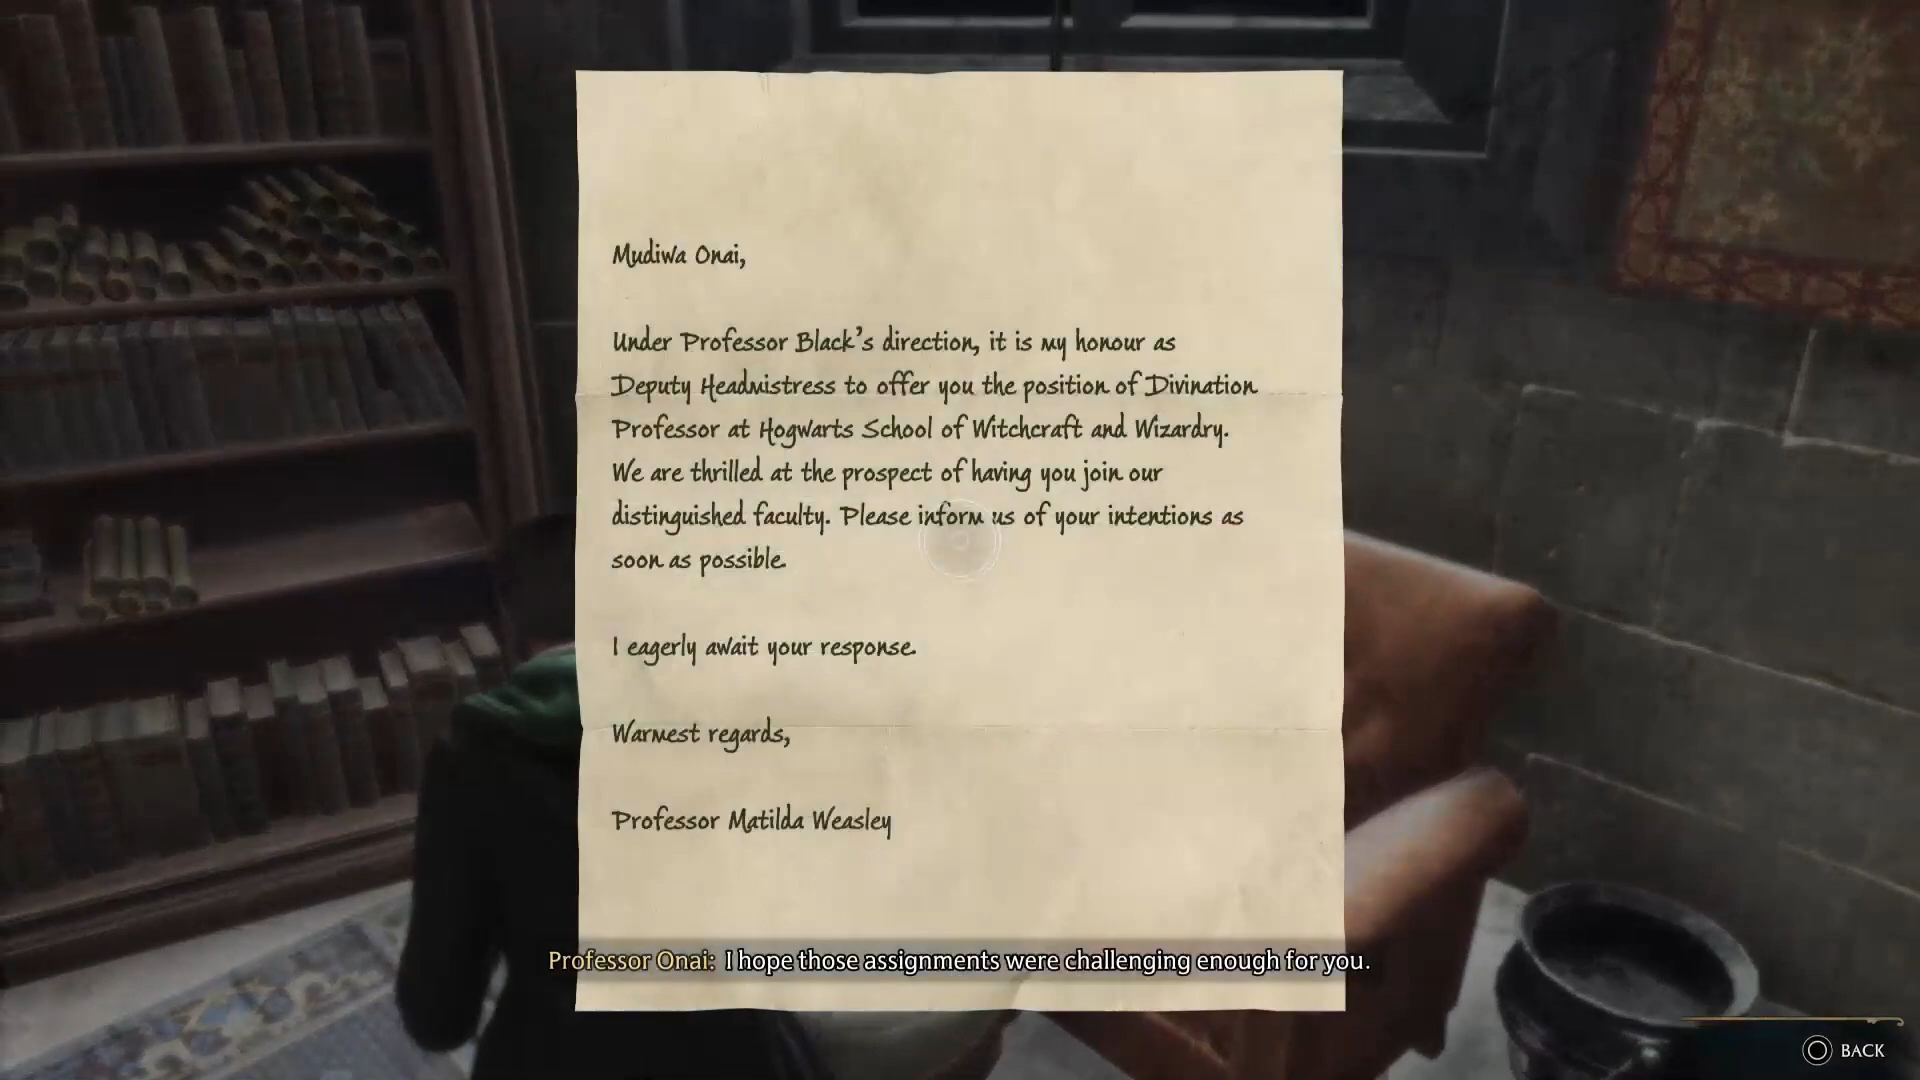 Mudiwa Onai,
Under Professor Black's direction, it is my honour as
Deputy Headmistress to offer you the position of Divination
Professor at Hogwarts School of Witchcraft and Wizardry.
We are thrilled at the prospect of having you join our
distinguished faculty. Please inform us of your intentions as
soon as possible.
I eagerly await your response.
Warmest regards,
Professor Matilda Weasley
Professor Onai: I hope those assignments were challenging enough for you.
BACK